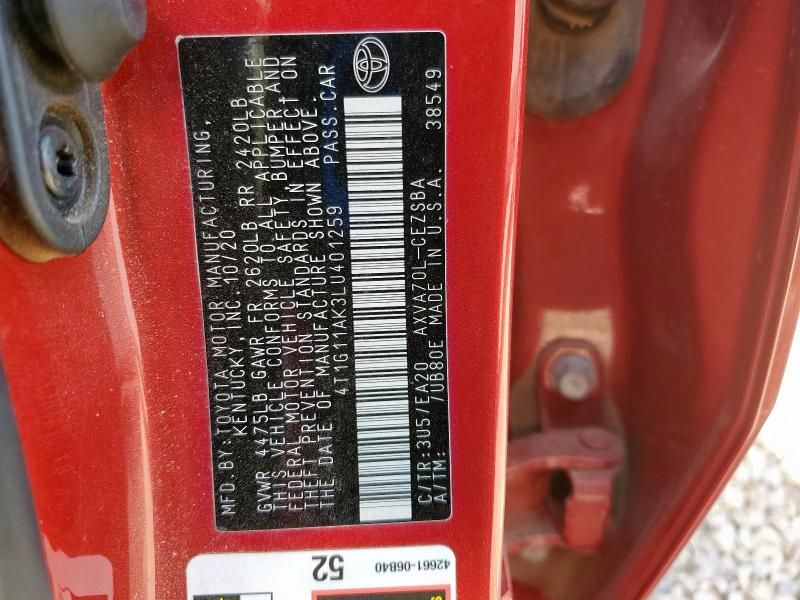 MFD. BY: TOYOTA MOTOR MANUFACTURING,
KENTUCKY, INC. 10/20
GVWR 4475LB GAWR FR 2620LB RR 2420LB
THIS VEHICLE CONFORMS TO ALL APPLICABLE
FEDERAL MOTOR VEHICLE SAFETY, BUMPER AND
THEFT PREVENTION STANDARDS IN EFFECT ON
THE DATE OF MANUFACTURE SHOWN ABOVE.
4T1G11AK3LU401259 PASS.CAR
C/TR:3U5/EA20 AXVA70L-CEZSBA
A/TM: /UB80E MADE IN U.S.A. 38549
52
42661-06B40